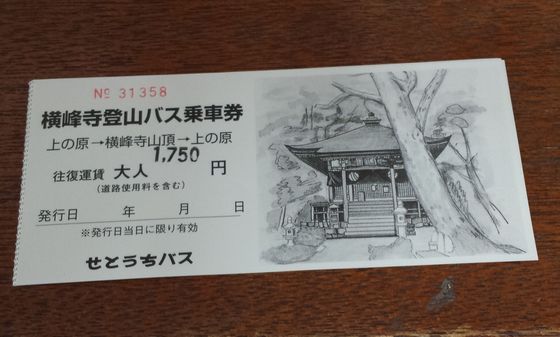 № 31358
横峰寺登山バス乗車券
上の原→横峰寺山頂→上の原
往復運賃 大人 1,750 円
(道路使用料を含む)
発行日 年 月 日
※発行日当日に限り有効
せとうちバス